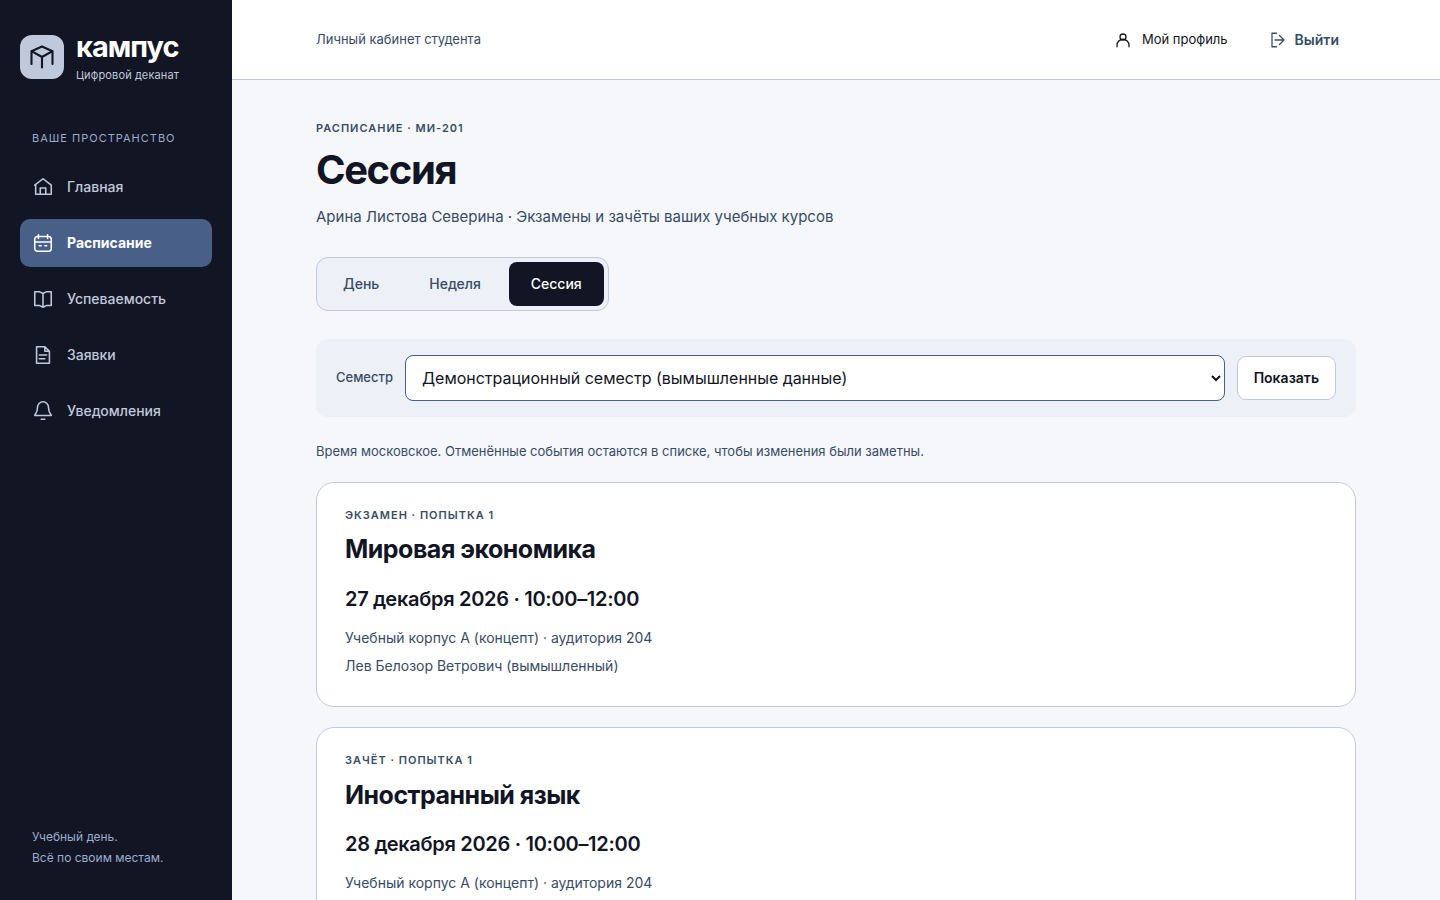 кампус
Цифровой деканат
ВАШЕ ПРОСТРАНСТВО
Главная
Расписание
Успеваемость
Заявки
Уведомления
Учебный день.
Всё по своим местам.
Личный кабинет студента
Мой профиль
Выйти
РАСПИСАНИЕ · МИ-201
Сессия
Арина Листова Северина · Экзамены и зачёты ваших учебных курсов
День
Неделя
Сессия
Семестр
Демонстрационный семестр (вымышленные данные)
Показать
Время московское. Отменённые события остаются в списке, чтобы изменения были заметны.
ЭКЗАМЕН · ПОПЫТКА 1
Мировая экономика
27 декабря 2026 · 10:00–12:00
Учебный корпус А (концепт) · аудитория 204
Лев Белозор Ветрович (вымышленный)
ЗАЧЁТ · ПОПЫТКА 1
Иностранный язык
28 декабря 2026 · 10:00–12:00
Учебный корпус А (концепт) · аудитория 204